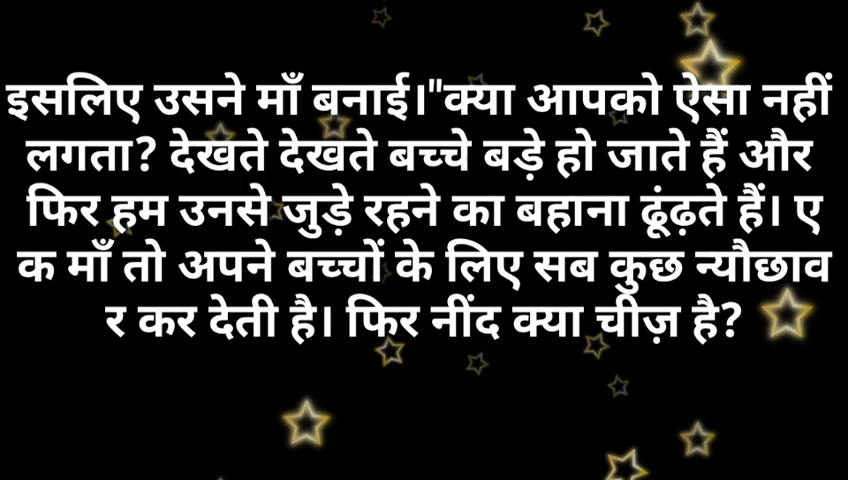 इसलिए उसने माँ बनाई।"क्या आपको ऐसा नहीं
लगता? देखते देखते बच्चे बड़े हो जाते हैं और
फिर हम उनसे जुड़े रहने का बहाना ढूंढ़ते हैं। ए
क माँ तो अपने बच्चों के लिए सब कुछ न्यौछाव
र कर देती है। फिर नींद क्या चीज़ है?